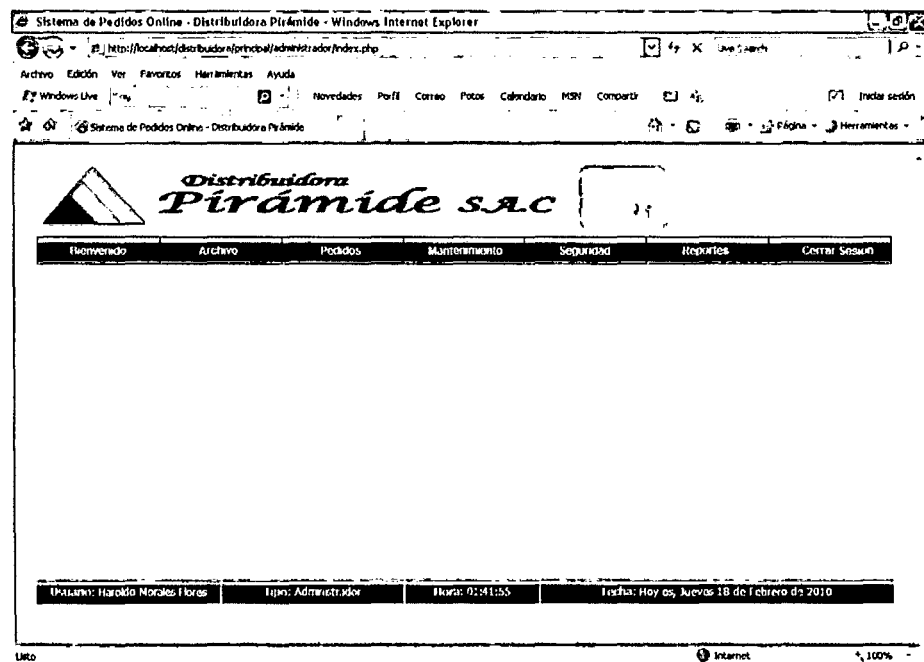 Sistema de Pedidos Online - Distribuidora Pirámide - Windows Internet Explorer
http://localhost/distribuidora/principal/administrador/index.php
Live Search
Archivo Edición Ver Favoritos Herramientas Ayuda
Windows Live Novedades Perfil Correo Fotos Calendario MSN Compartir Iniciar sesión
Sistema de Pedidos Online - Distribuidora Pirámide Página Herramientas
Distribuidora
Pirámide S.A.C
Bienvenido Archivo Pedidos Mantenimiento Seguridad Reportes Cerrar Sesión
Usuario: Haroldo Morales Flores Tipo: Administrador Hora: 01:41:55 Fecha: Hoy es, Jueves 18 de Febrero de 2010
Listo Internet 100%